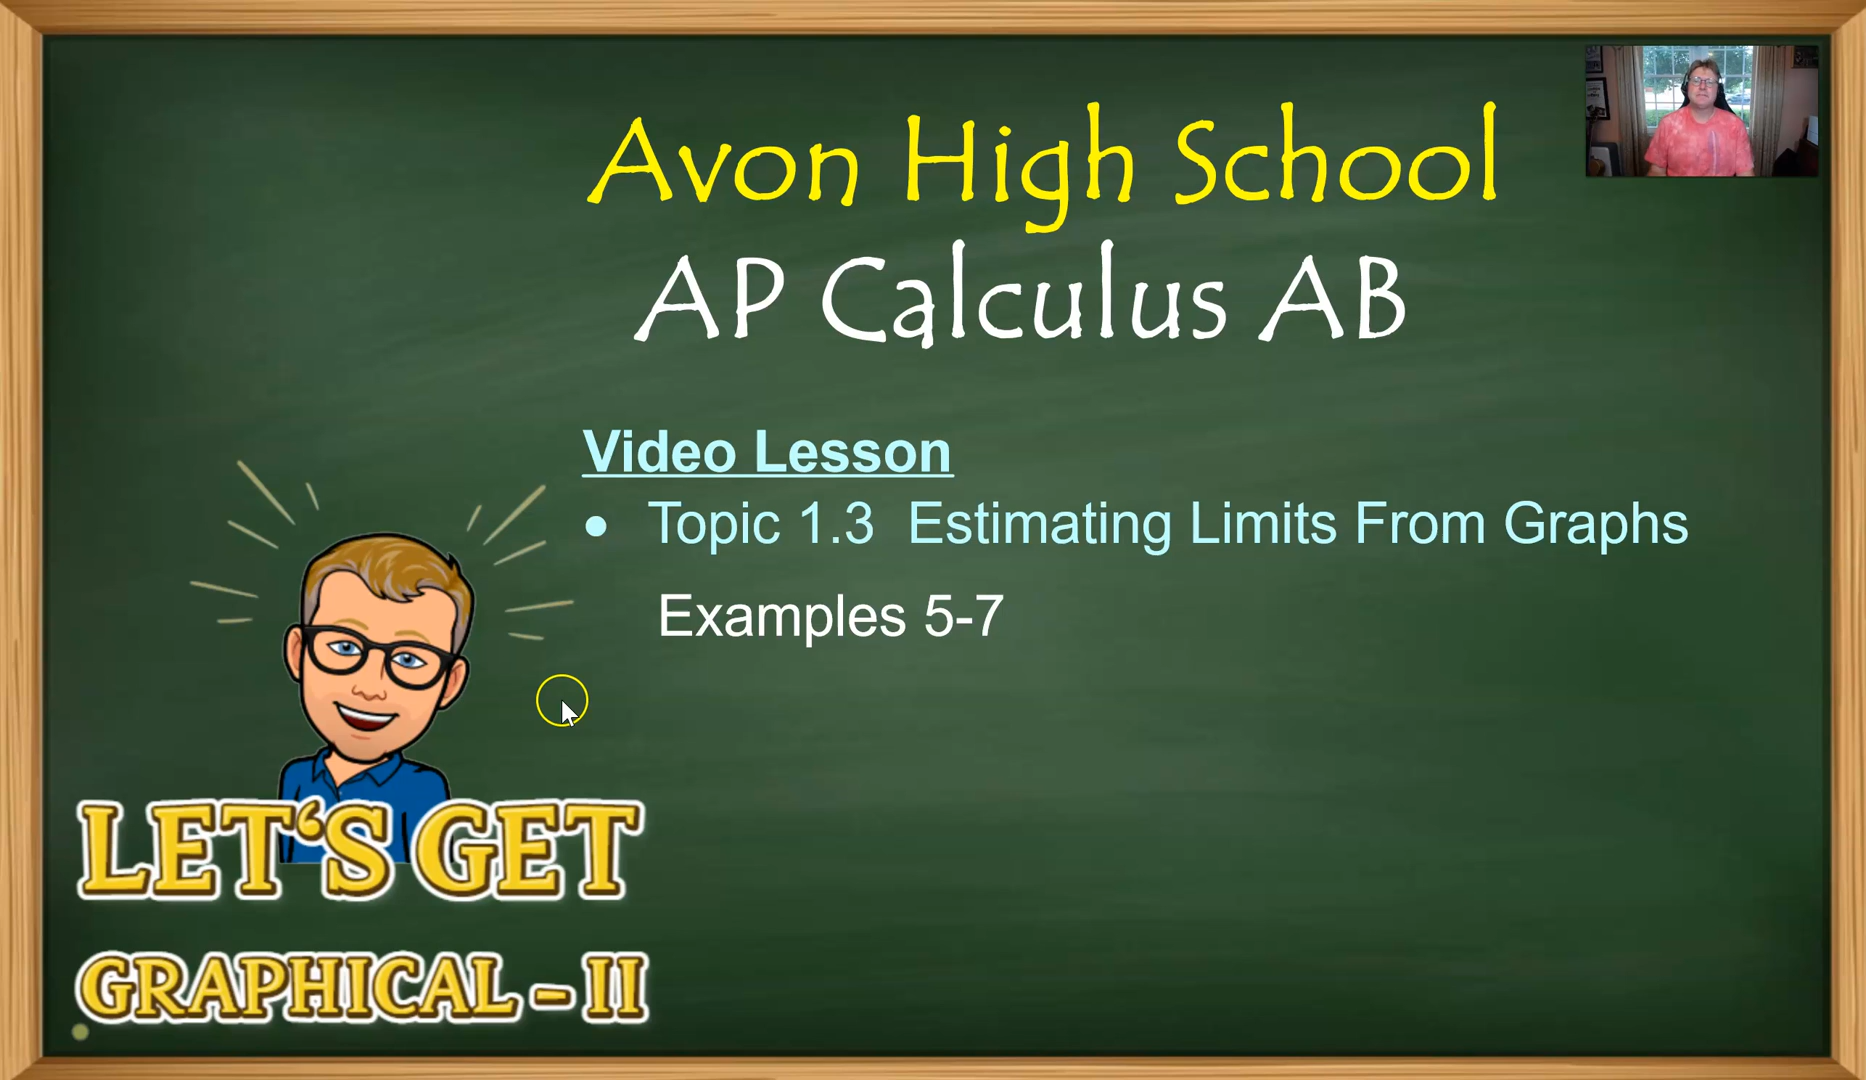 Avon High School
AP Calculus AB
Video Lesson
● Topic 1.3 Estimating Limits From Graphs
Examples 5-7
LET'S GET
GRAPHICAL - II